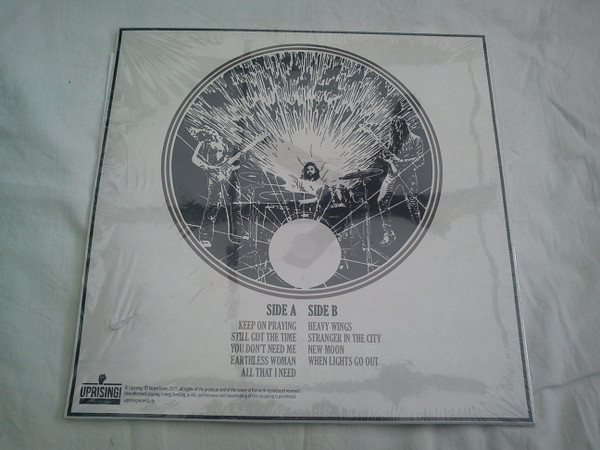 SIDE A
KEEP ON PRAYING
STILL GOT THE TIME
YOU DON'T NEED ME
EARTHLESS WOMAN
ALL THAT I NEED
SIDE B
HEAVY WINGS
STRANGER IN THE CITY
NEW MOON
WHEN LIGHTS GO OUT
UPRISING!